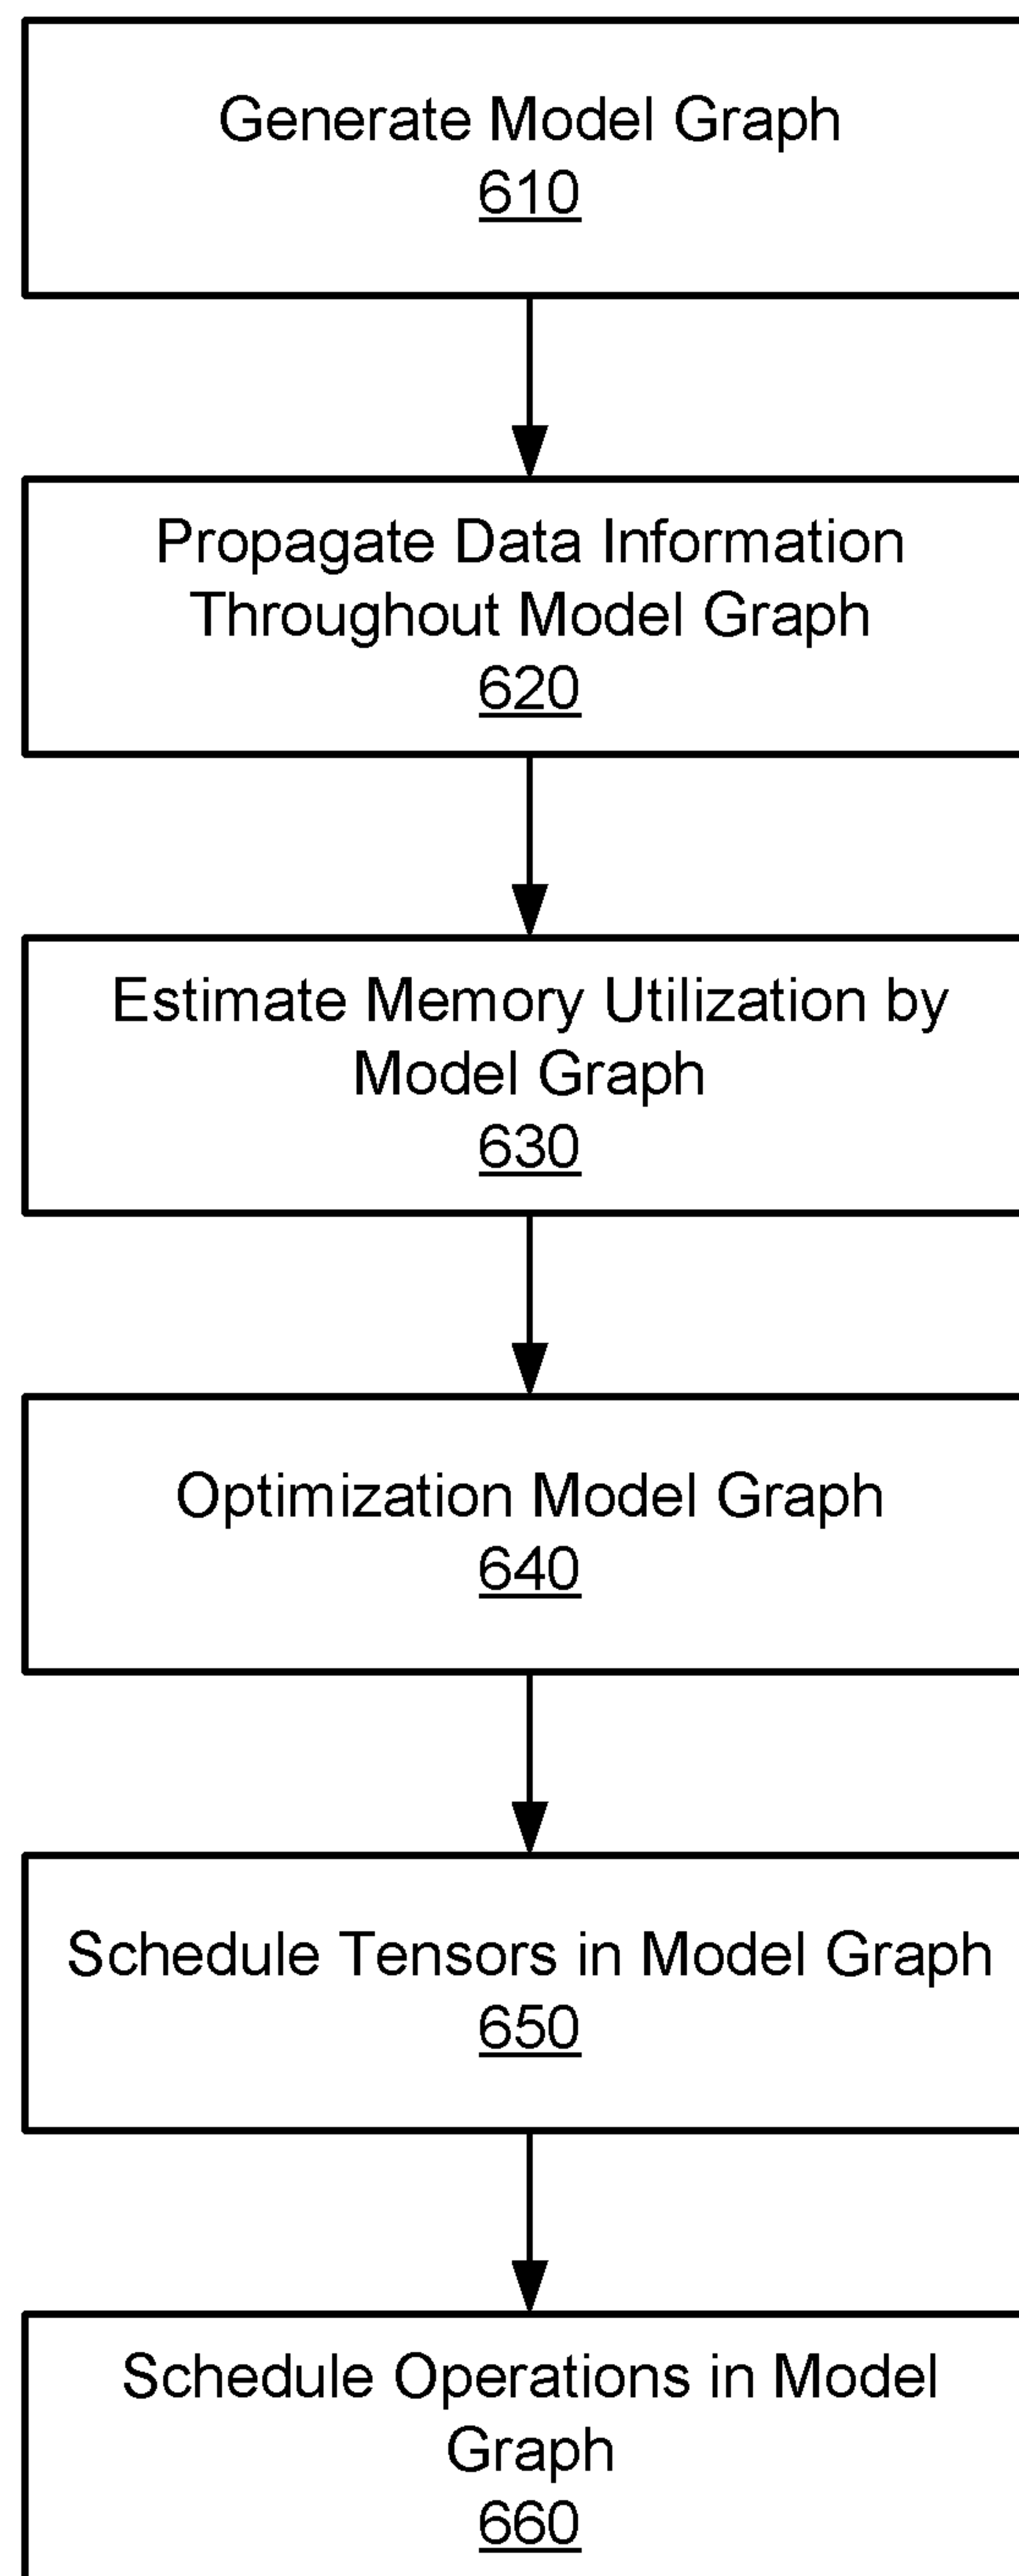 Generate Model Graph
610
Propagate Data Information
Throughout Model Graph
620
Estimate Memory Utilization by
Model Graph
630
Optimization Model Graph
640
Schedule Tensors in Model Graph
650
Schedule Operations in Model
Graph
660